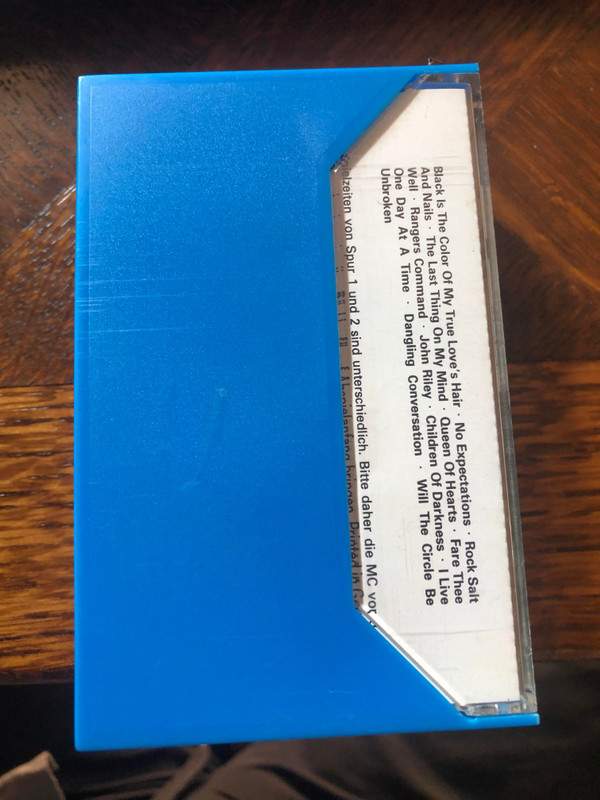 Black Is The Color Of My True Love's Hair · No Expectations · Rock Salt
And Nails · The Last Thing On My Mind · Queen Of Hearts · Fare Thee
Well · Rangers Command · John Riley · Children Of Darkness · I Live
One Day At A Time · Dangling Conversation · Will The Circle Be
Unbroken
Spielzeiten von Spur 1 und 2 sind unterschiedlich. Bitte daher die MC vor
bringen. Printed in